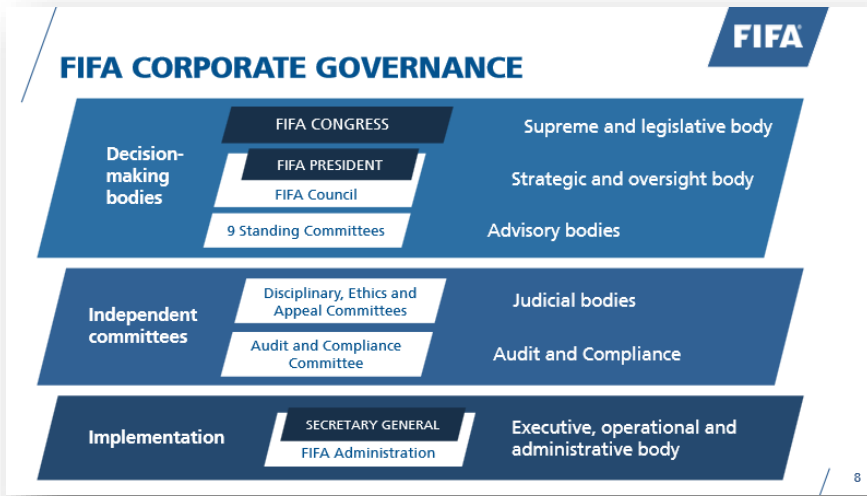 FIFA
FIFA CORPORATE GOVERNANCE
Decision-
making
bodies
FIFA CONGRESS
Supreme and legislative body
FIFA PRESIDENT
FIFA Council
Strategic and oversight body
9 Standing Committees
Advisory bodies
Independent
committees
Disciplinary, Ethics and
Appeal Committees
Judicial bodies
Audit and Compliance
Committee
Audit and Compliance
Implementation
SECRETARY GENERAL
FIFA Administration
Executive, operational and
administrative body
8